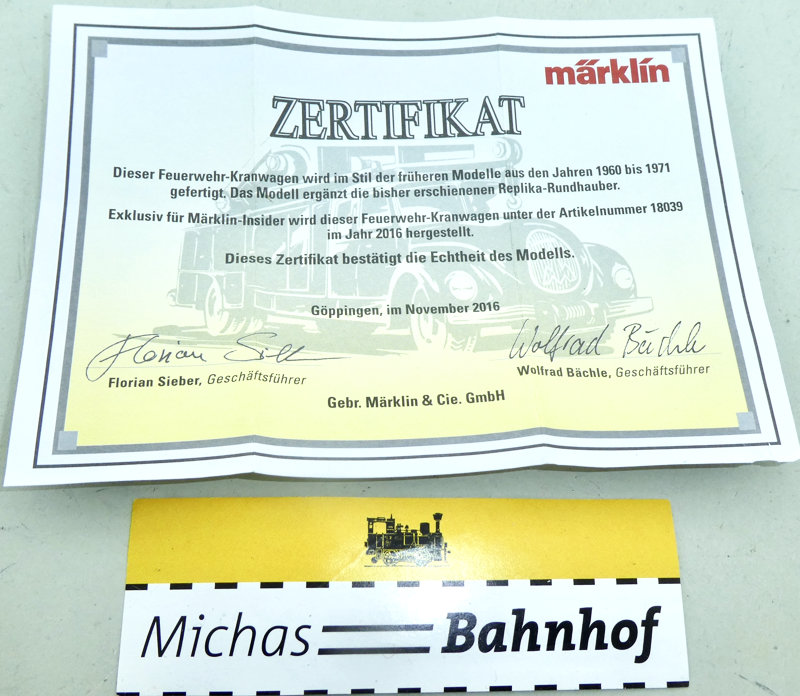 märklin
ZERTIFIKAT
Dieser Feuerwehr-Kranwagen wird im Stil der früheren Modelle aus den Jahren 1960 bis 1971
gefertigt. Das Modell ergänzt die bisher erschienenen Replika-Rundhauber.
Exklusiv für Märklin-Insider wird dieser Feuerwehr-Kranwagen unter der Artikelnummer 18039
im Jahr 2016 hergestellt.
Dieses Zertifikat bestätigt die Echtheit des Modells.
Göppingen, im November 2016
Florian Sieber Wolfrad Bächle
Florian Sieber, Geschäftsführer Wolfrad Bächle, Geschäftsführer
Gebr. Märklin & Cie. GmbH
Michas Bahnhof